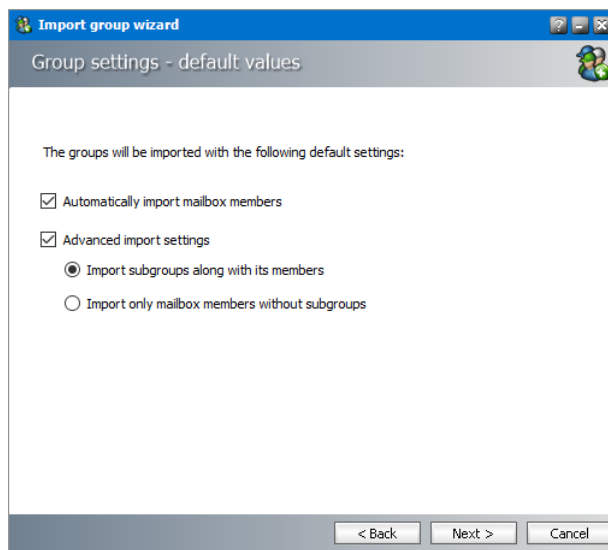 Import group wizard
Group settings - default values
The groups will be imported with the following default settings:
Automatically import mailbox members
Advanced import settings
Import subgroups along with its members
Import only mailbox members without subgroups
< Back Next > Cancel